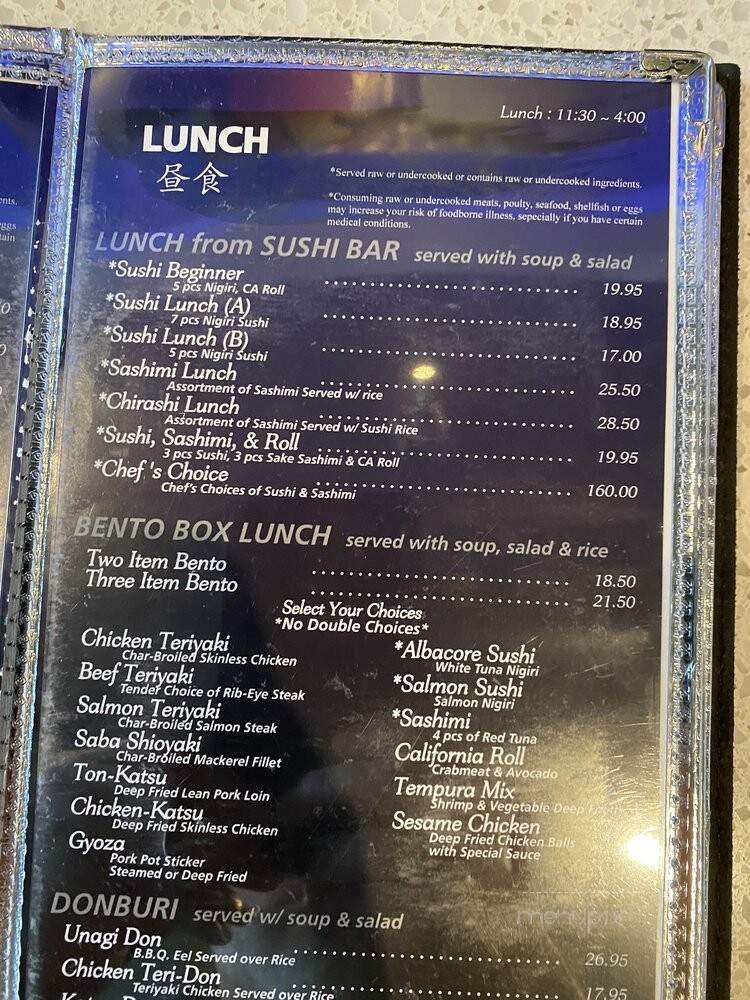 Lunch : 11:30 ~ 4:00
LUNCH
昼食
*Served raw or undercooked or contains raw or undercooked ingredients.
*Consuming raw or undercooked meats, poulty, seafood, shellfish or eggs
may increase your risk of foodborne illness, sepecially if you have certain
medical conditions.
LUNCH from SUSHI BAR served with soup & salad
*Sushi Beginner 19.95
5 pcs Nigiri, CA Roll
*Sushi Lunch (A) 18.95
7 pcs Nigiri Sushi
*Sushi Lunch (B) 17.00
5 pcs Nigiri Sushi
*Sashimi Lunch 25.50
Assortment of Sashimi Served w/ rice
*Chirashi Lunch 28.50
Assortment of Sashimi Served w/ Sushi Rice
*Sushi, Sashimi, & Roll 19.95
3 pcs Sushi, 3 pcs Sake Sashimi & CA Roll
*Chef 's Choice 160.00
Chef's Choices of Sushi & Sashimi
BENTO BOX LUNCH served with soup, salad & rice
Two Item Bento 18.50
Three Item Bento 21.50
Select Your Choices
*No Double Choices*
Chicken Teriyaki
Char-Broiled Skinless Chicken
Beef Teriyaki
Tender Choice of Rib-Eye Steak
Salmon Teriyaki
Char-Broiled Salmon Steak
Saba Shioyaki
Char-Broiled Mackerel Fillet
Ton-Katsu
Deep Fried Lean Pork Loin
Chicken-Katsu
Deep Fried Skinless Chicken
Gyoza
Pork Pot Sticker
Steamed or Deep Fried
*Albacore Sushi
White Tuna Nigiri
*Salmon Sushi
Salmon Nigiri
*Sashimi
4 pcs of Red Tuna
California Roll
Crabmeat & Avocado
Tempura Mix
Shrimp & Vegetable Deep
Sesame Chicken
Deep Fried Chicken Balls
with Special Sauce
DONBURI served w/ soup & salad
Unagi Don 26.95
B.B.Q. Eel Served over Rice
Chicken Teri-Don 17.95
Teriyaki Chicken Served over Rice
menupix